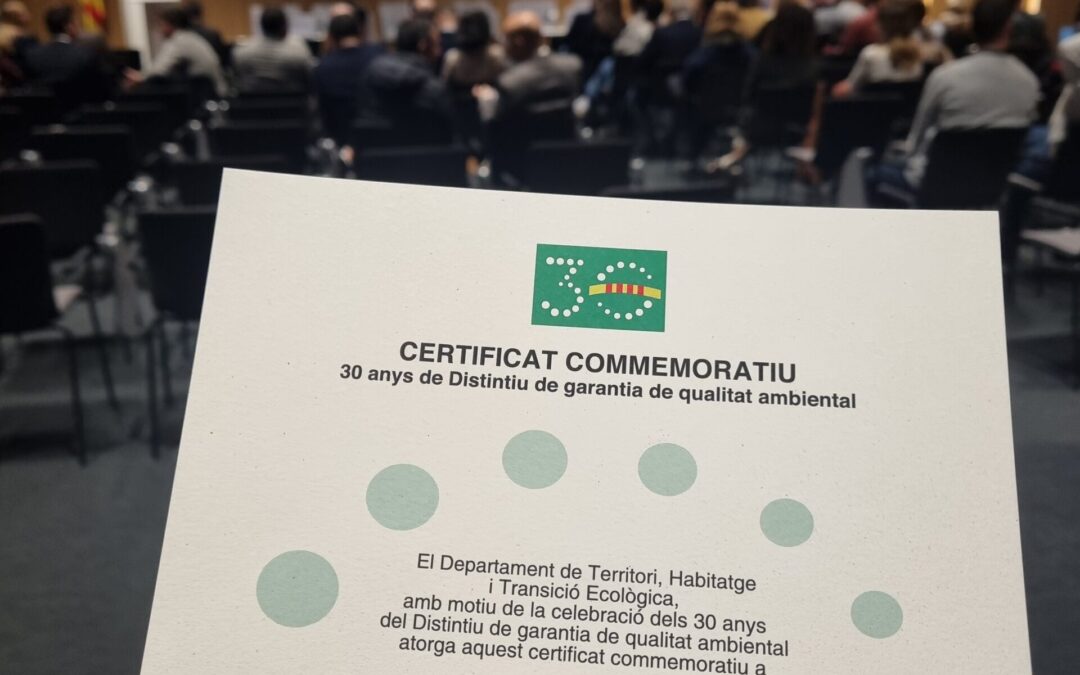 30
CERTIFICAT COMMEMORATIU
30 anys de Distintiu de garantia de qualitat ambiental
El Departament de Territori, Habitatge
i Transició Ecològica,
amb motiu de la celebració dels 30 anys
del Distintiu de garantia de qualitat ambiental
atorga aquest certificat commemoratiu a